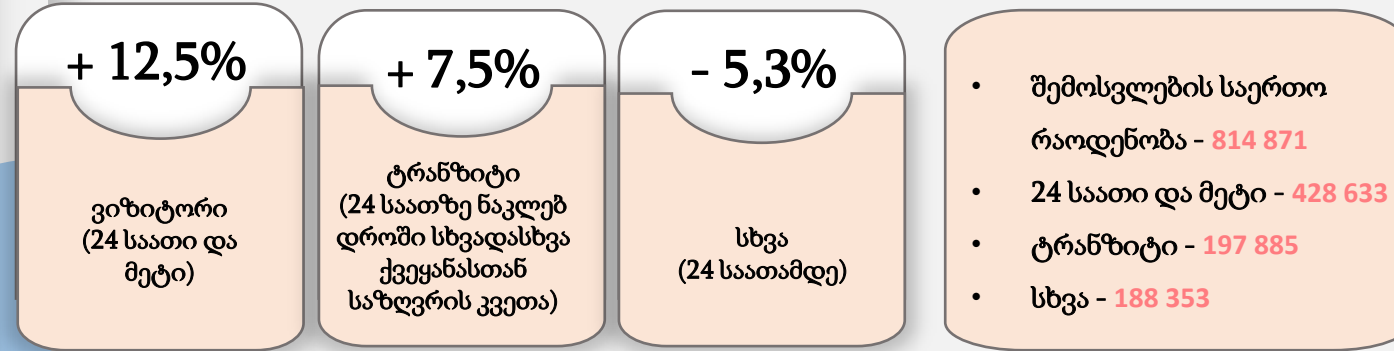 + 12,5%
ვიზიტორი
(24 საათი და
მეტი)
+ 7,5%
ტრანზიტი
(24 საათზე ნაკლებ
დროში სხვადასხვა
ქვეყანასთან
საზღვრის კვეთა)
- 5,3%
სხვა
(24 საათამდე)
• შემოსვლების საერთო
რაოდენობა - 814 871
• 24 საათი და მეტი - 428 633
• ტრანზიტი - 197 885
• სხვა - 188 353